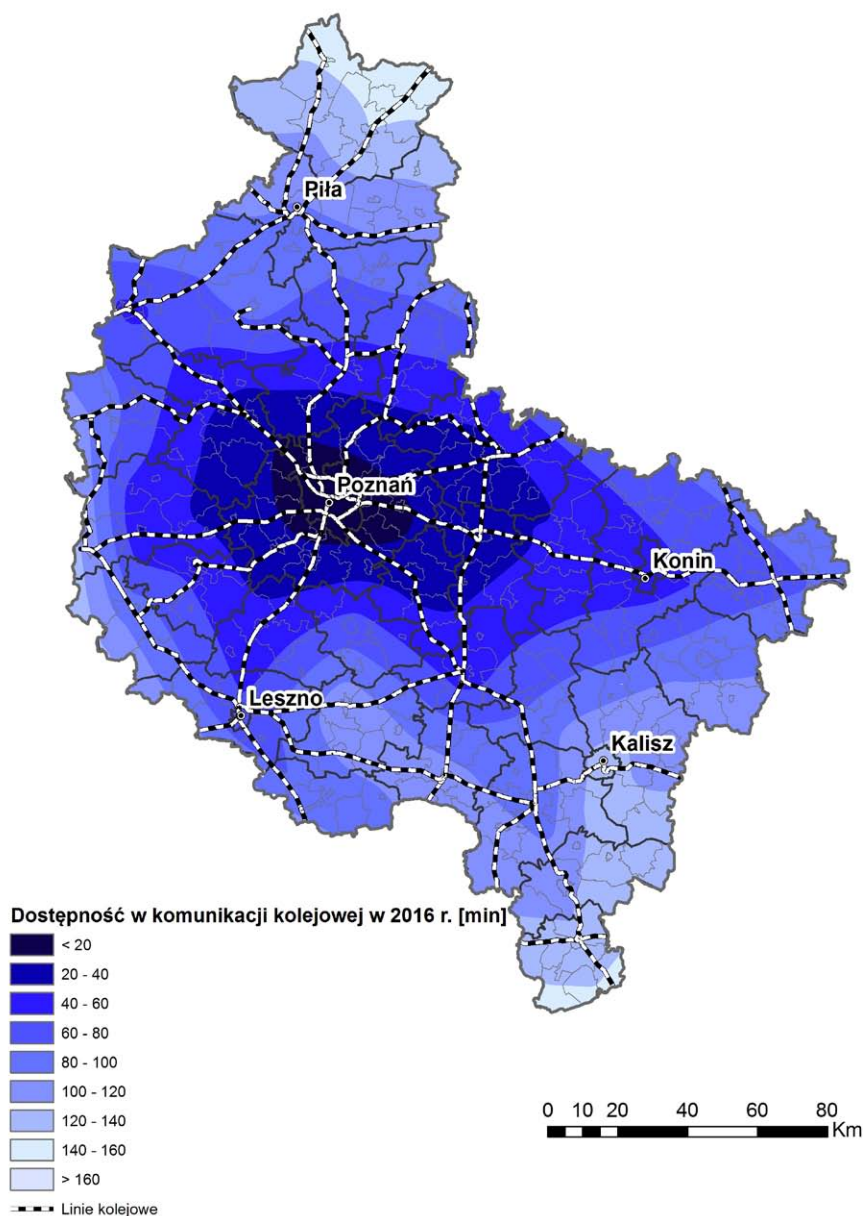 Piła
Poznań
Konin
Leszno
Kalisz
Dostępność w komunikacji kolejowej w 2016 r. [min]
< 20
20 - 40
40 - 60
60 - 80
80 - 100
100 - 120
120 - 140
140 - 160
> 160
Linie kolejowe
0 10 20 40 60 80
Km